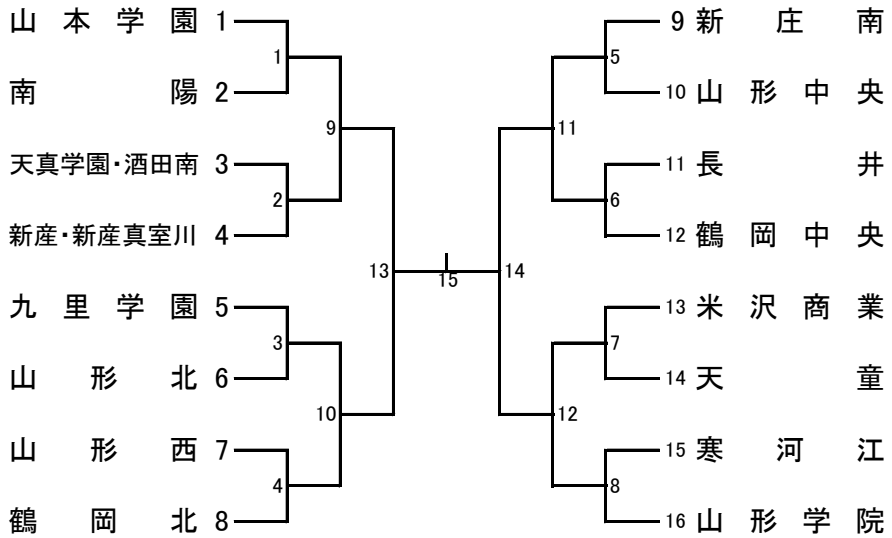 山本学園 1
1
南陽 2
9
天真学園・酒田南 3
2
新産・新産真室川 4
13
九里学園 5
3
山形北 6
10
山形西 7
4
鶴岡北 8
15
9 新庄南
5
10 山形中央
11
11 長井
6
12 鶴岡中央
14
13 米沢商業
7
14 天童
12
15 寒河江
8
16 山形学院